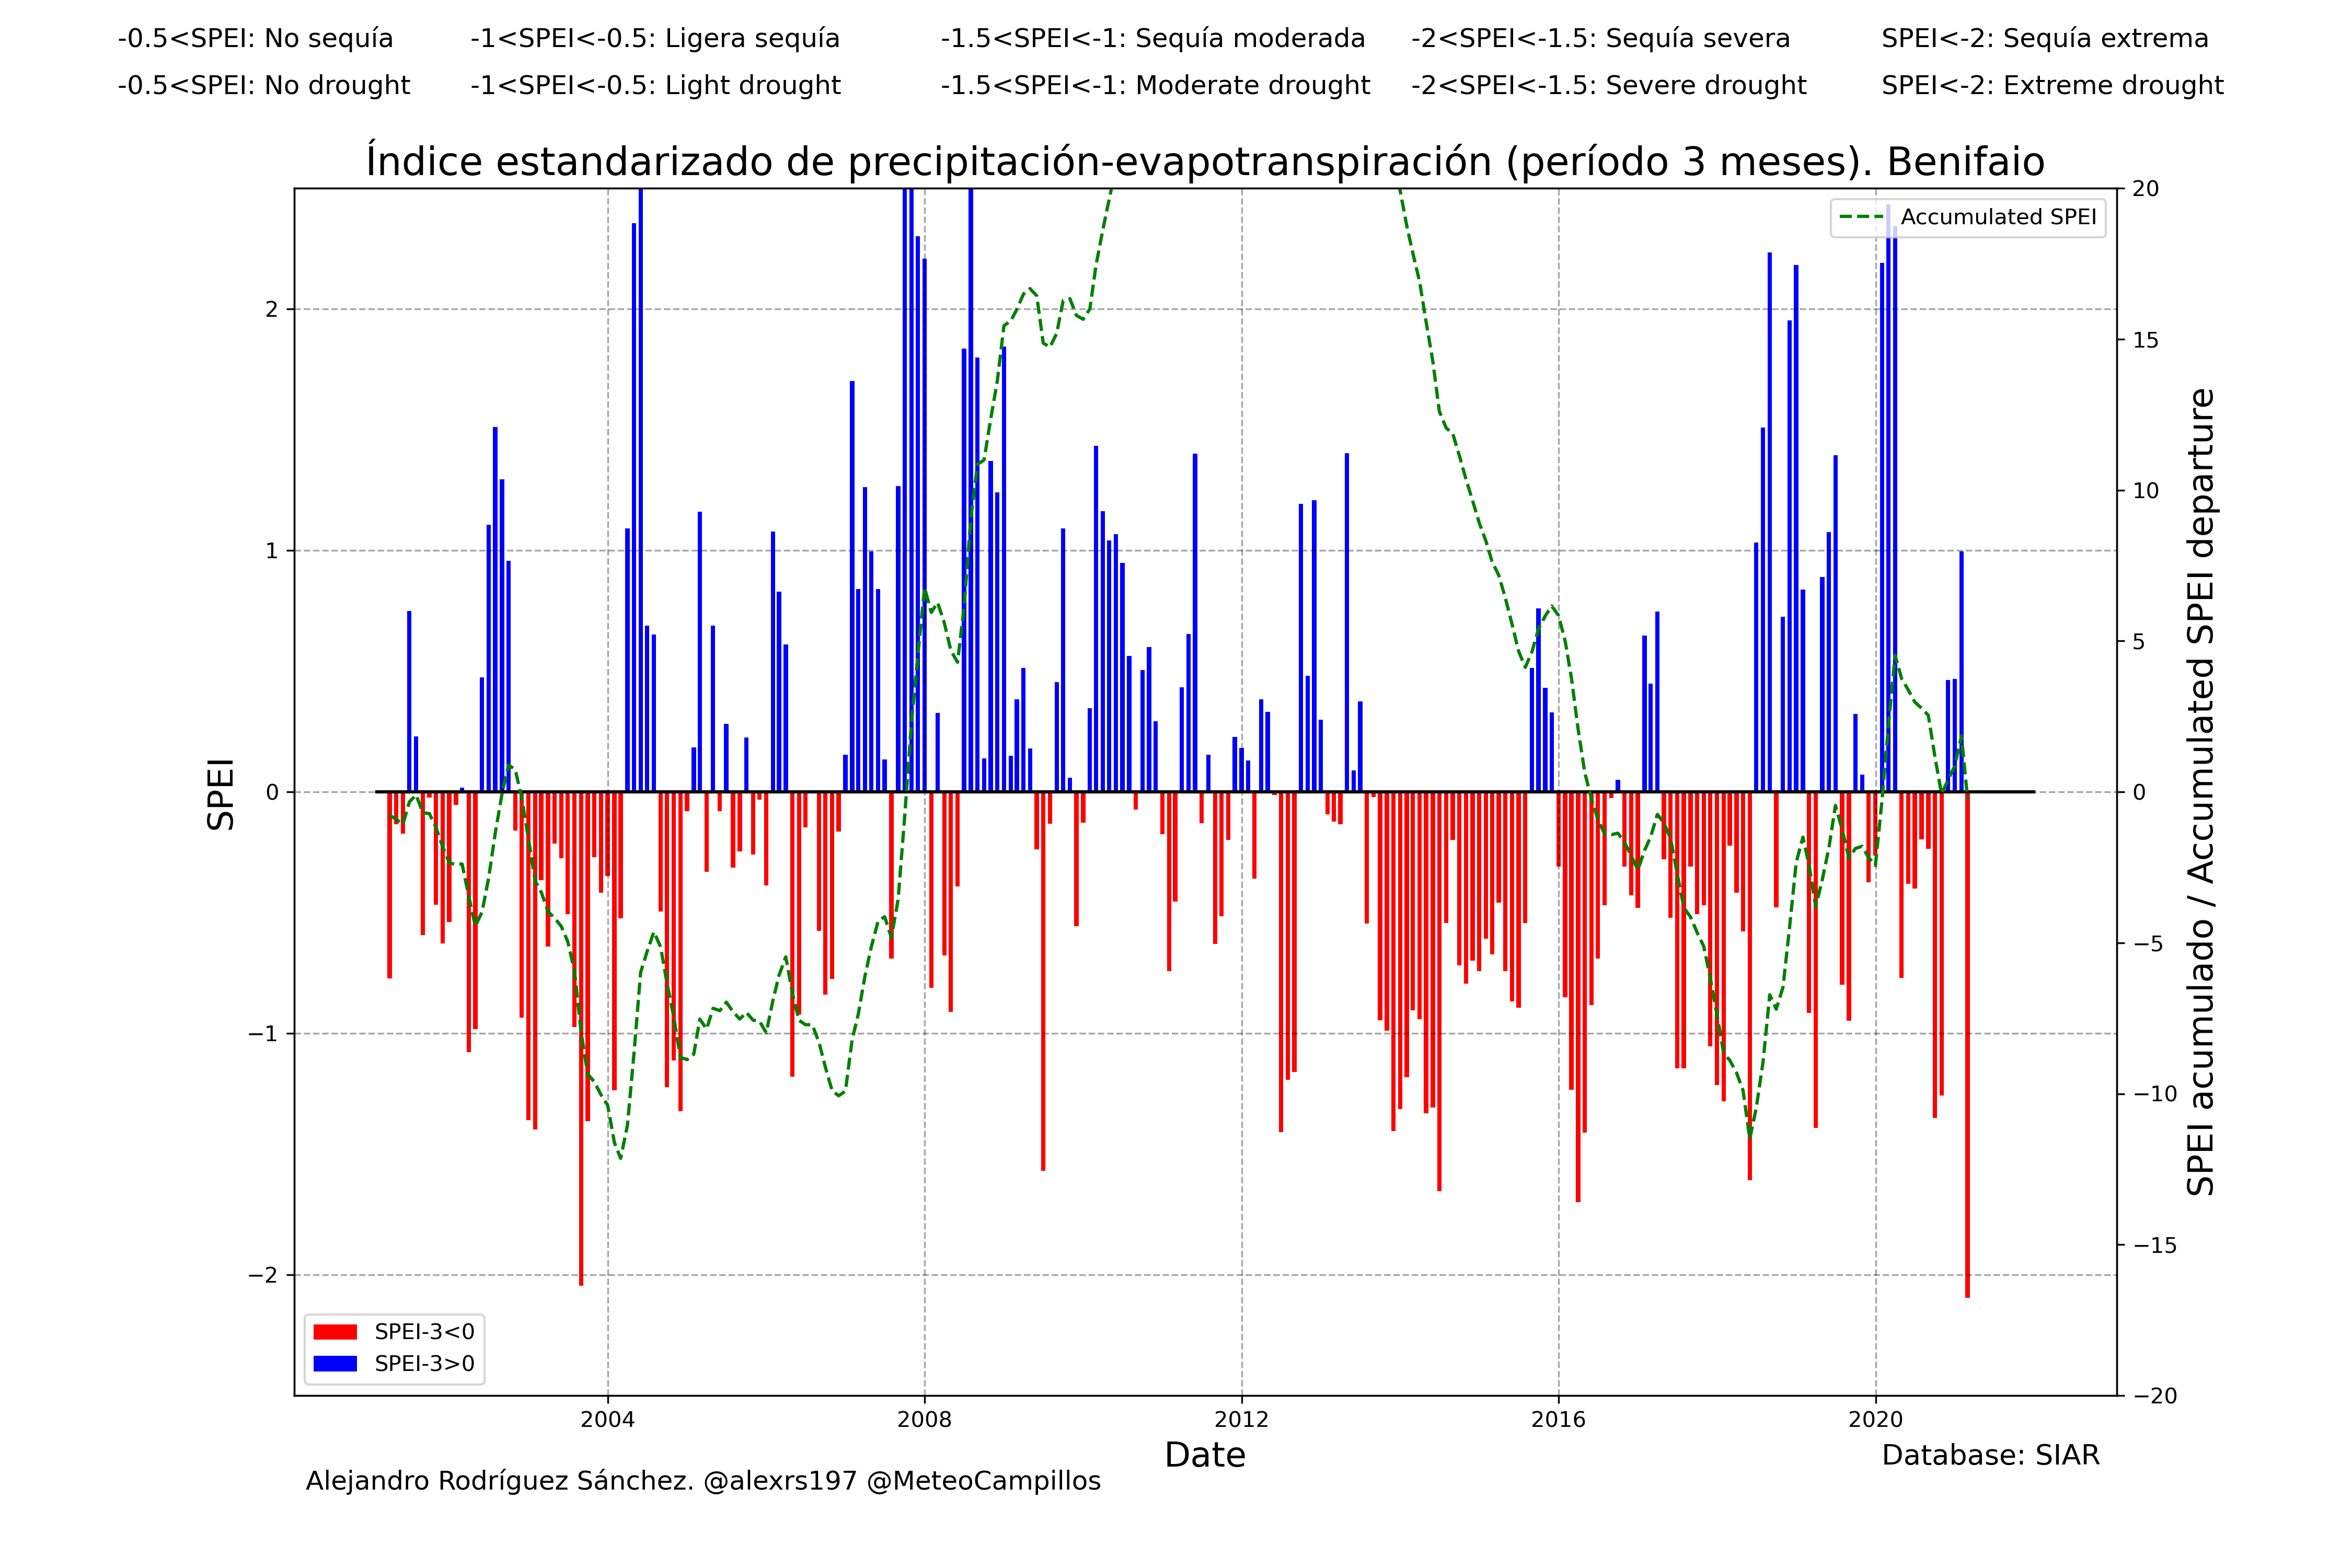 -0.5<SPEI: No sequía -1<SPEI<-0.5: Ligera sequía -1.5<SPEI<-1: Sequía moderada -2<SPEI<-1.5: Sequía severa SPEI<-2: Sequía extrema
-0.5<SPEI: No drought -1<SPEI<-0.5: Light drought -1.5<SPEI<-1: Moderate drought -2<SPEI<-1.5: Severe drought SPEI<-2: Extreme drought
Índice estandarizado de precipitación-evapotranspiración (período 3 meses). Benifaio
Accumulated SPEI
SPEI
2
1
0
−1
−2
20
15
10
5
0
−5
−10
−15
−20
SPEI acumulado / Accumulated SPEI departure
SPEI-3<0
SPEI-3>0
2004 2008 2012 2016 2020
Date
Database: SIAR
Alejandro Rodríguez Sánchez. @alexrs197 @MeteoCampillos